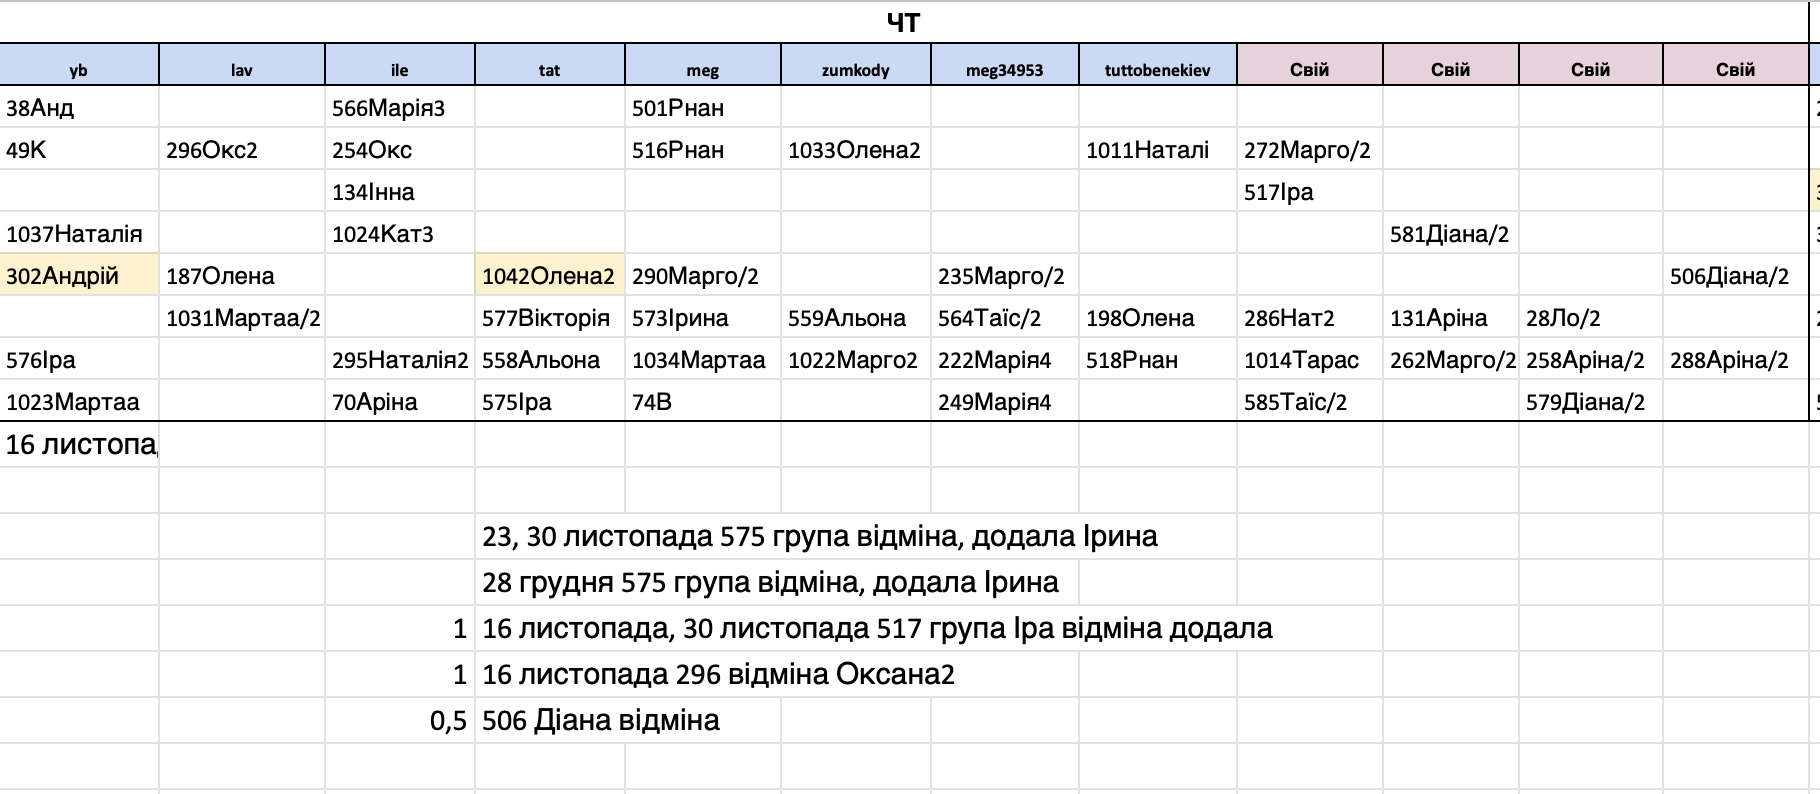 ЧТ
yb lav ile tat meg zumkody meg34953 tuttobenekiev Свій Свій Свій Свій
38Анд 566Марія3 501Рнан
49К 296Окс2 254Окс 516Рнан 1033Олена2 1011Наталі 272Марго/2
134Інна 517Іра
1037Наталія 1024Кат3 581Діана/2
302Андрій 187Олена 1042Олена2 290Марго/2 235Марго/2 506Діана/2
1031Мартаа/2 577Вікторія 573Ірина 559Альона 564Таїс/2 198Олена 286Нат2 131Аріна 28Ло/2
576Іра 295Наталія2 558Альона 1034Мартаа 1022Марго2 222Марія4 518Рнан 1014Тарас 262Марго/2 258Аріна/2 288Аріна/2
1023Мартаа 70Аріна 575Іра 74В 249Марія4 585Таїс/2 579Діана/2
16 листопа
23, 30 листопада 575 група відміна, додала Ірина
28 грудня 575 група відміна, додала Ірина
1 16 листопада, 30 листопада 517 група Іра відміна додала
1 16 листопада 296 відміна Оксана2
0,5 506 Діана відміна